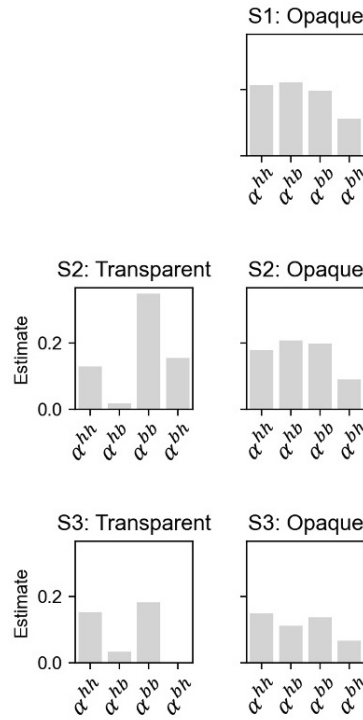 S1: Opaque
α^hh α^hb α^bb α^bh
S2: Transparent
Estimate
0.2
0.0
α^hh α^hb α^bb α^bh
S2: Opaque
α^hh α^hb α^bb α^bh
S3: Transparent
Estimate
0.2
0.0
α^hh α^hb α^bb α^bh
S3: Opaque
α^hh α^hb α^bb α^bh